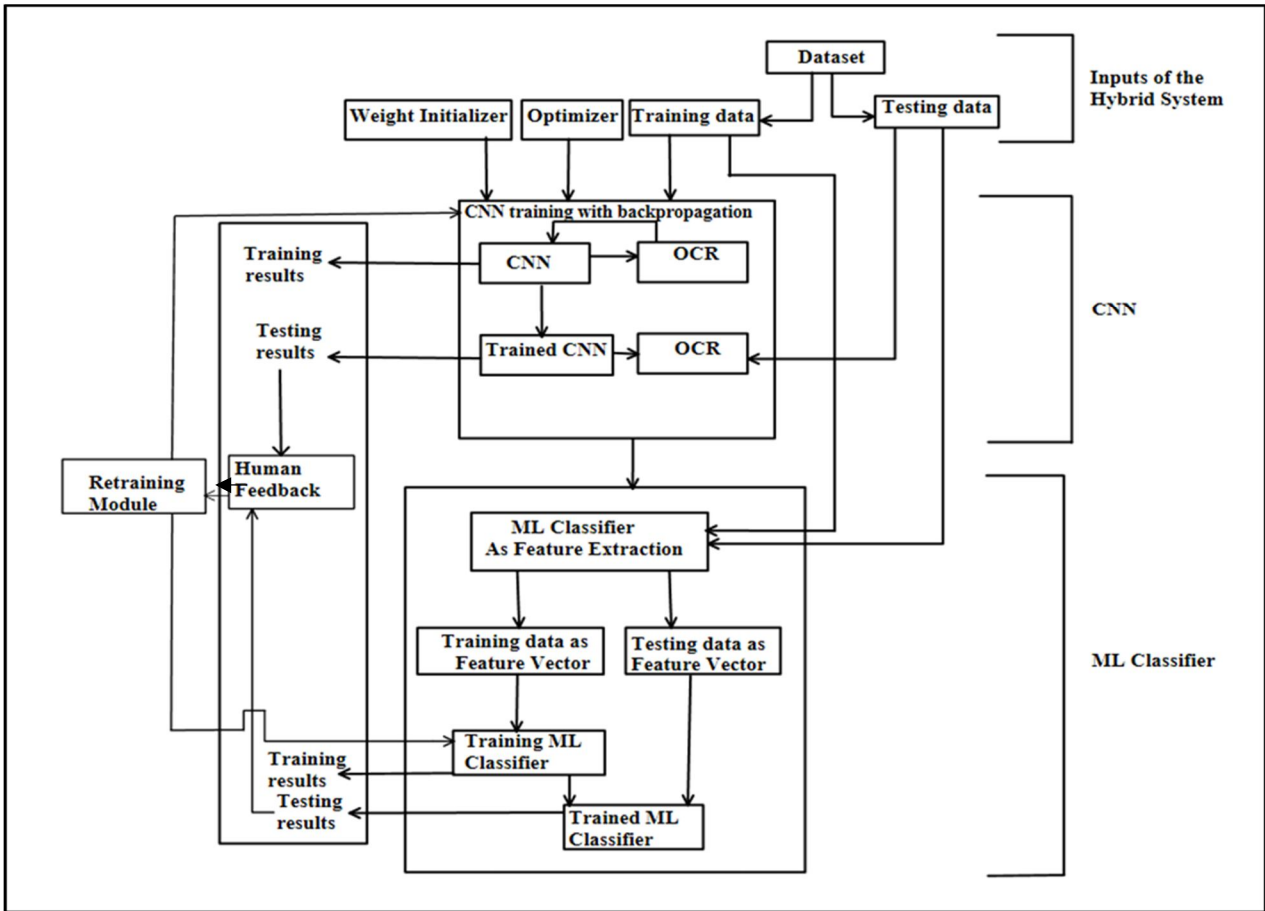 Dataset
Inputs of the
Hybrid System
Weight Initializer
Optimizer
Training data
Testing data
CNN training with backpropagation
Training
results
CNN
OCR
CNN
Testing
results
Trained CNN
OCR
Retraining
Module
Human
Feedback
ML Classifier
As Feature Extraction
Training data as
Feature Vector
Testing data as
Feature Vector
ML Classifier
Training ML
Classifier
Training
results
Testing
results
Trained ML
Classifier